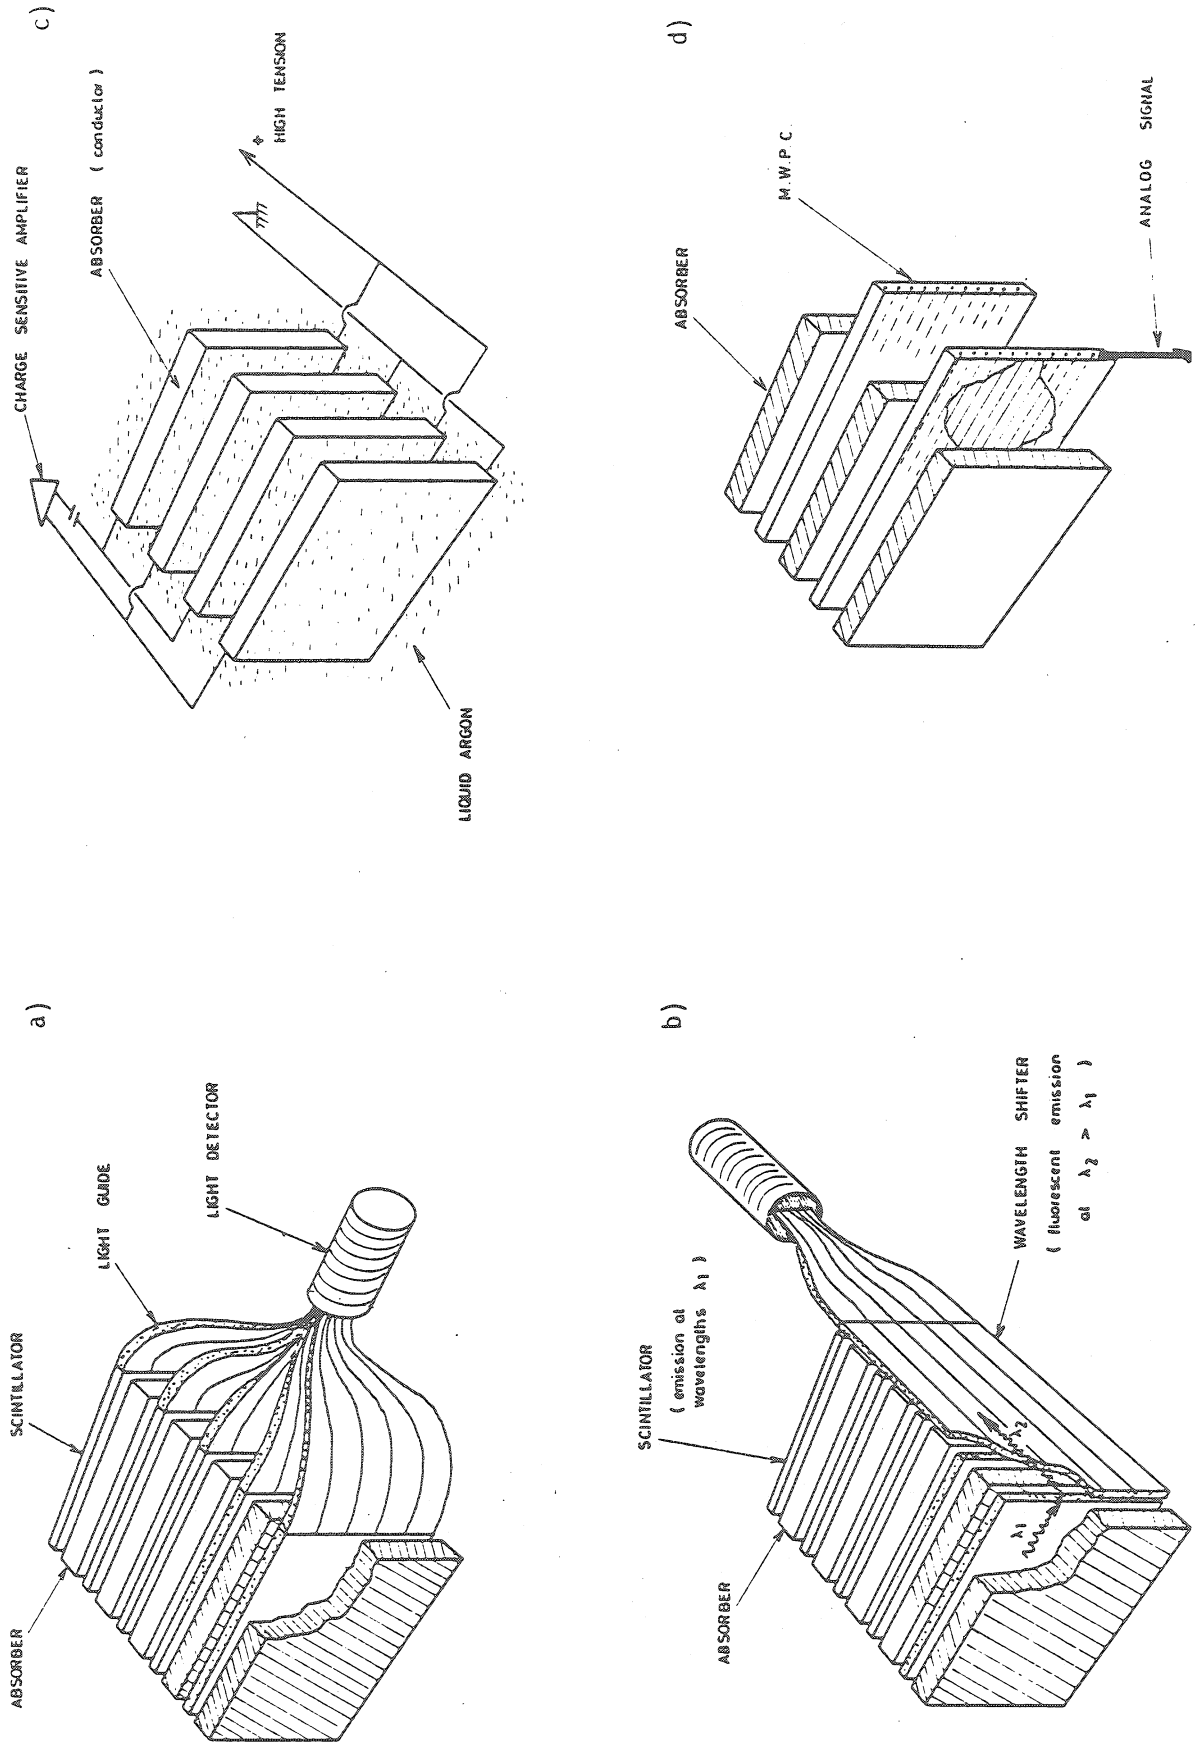 a)
SCINTILLATOR
LIGHT GUIDE
ABSORBER
LIGHT DETECTOR
b)
SCINTILLATOR
( emission at
wavelengths λ1 )
ABSORBER
λ1
λ2
WAVELENGTH SHIFTER
( fluorescent emission
at λ2 > λ1 )
c)
CHARGE SENSITIVE AMPLIFIER
ABSORBER ( conductor )
+
HIGH TENSION
LIQUID ARGON
d)
ABSORBER
M.W.P.C.
ANALOG SIGNAL